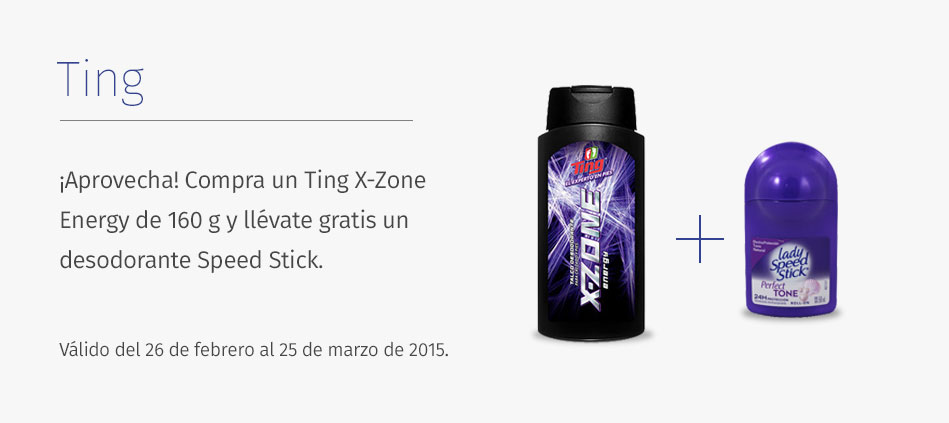 Ting
¡Aprovecha! Compra un Ting X-Zone
Energy de 160 g y llévate gratis un
desodorante Speed Stick.
Válido del 26 de febrero al 25 de marzo de 2015.
Ting
EL EXPERTO EN PIES
X-ZONE
energy
TALCO DESODORANTE
lady
Speed
Stick
Perfect
TONE
24H